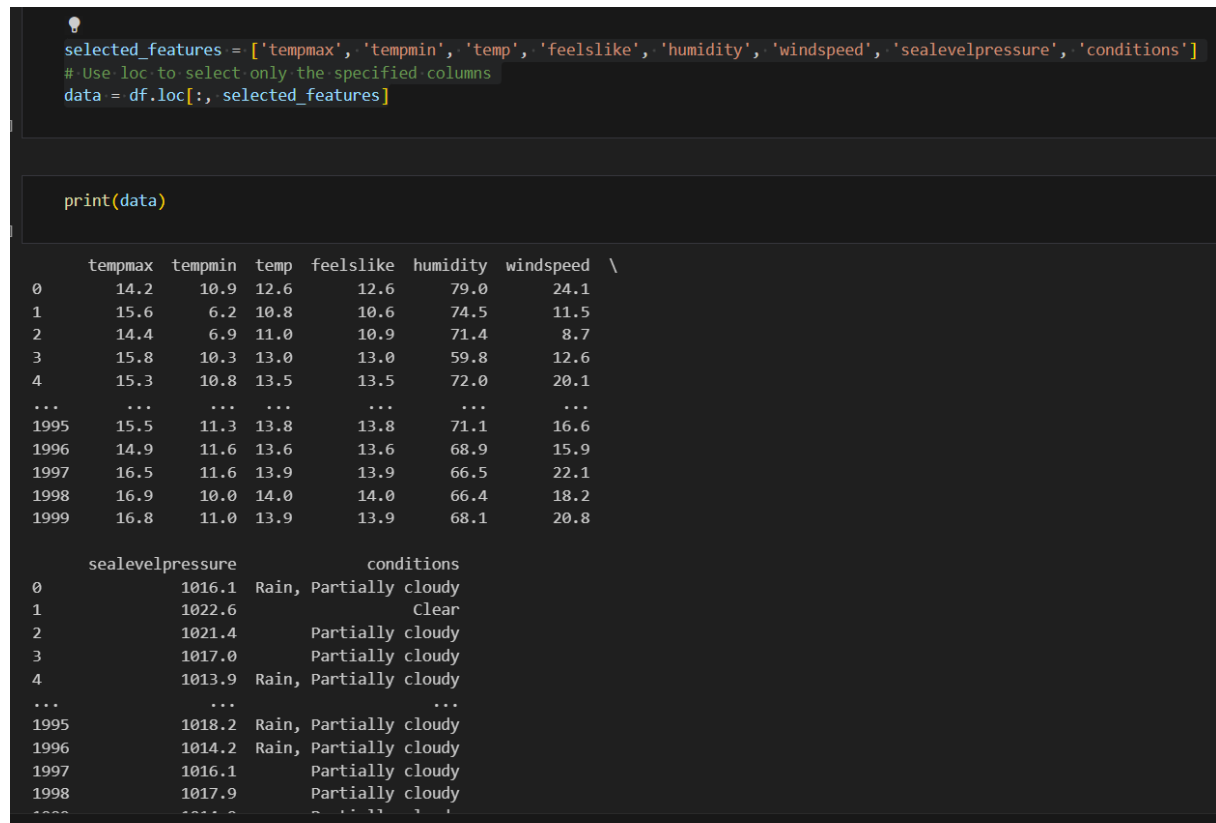 selected_features = ['tempmax', 'tempmin', 'temp', 'feelslike', 'humidity', 'windspeed', 'sealevelpressure', 'conditions']
# Use loc to select only the specified columns
data = df.loc[:, selected_features]
print(data)
tempmax tempmin temp feelslike humidity windspeed \
0 14.2 10.9 12.6 12.6 79.0 24.1
1 15.6 6.2 10.8 10.6 74.5 11.5
2 14.4 6.9 11.0 10.9 71.4 8.7
3 15.8 10.3 13.0 13.0 59.8 12.6
4 15.3 10.8 13.5 13.5 72.0 20.1
... ... ... ... ... ... ...
1995 15.5 11.3 13.8 13.8 71.1 16.6
1996 14.9 11.6 13.6 13.6 68.9 15.9
1997 16.5 11.6 13.9 13.9 66.5 22.1
1998 16.9 10.0 14.0 14.0 66.4 18.2
1999 16.8 11.0 13.9 13.9 68.1 20.8
sealevelpressure conditions
0 1016.1 Rain, Partially cloudy
1 1022.6 Clear
2 1021.4 Partially cloudy
3 1017.0 Partially cloudy
4 1013.9 Rain, Partially cloudy
... ... ...
1995 1018.2 Rain, Partially cloudy
1996 1014.2 Rain, Partially cloudy
1997 1016.1 Partially cloudy
1998 1017.9 Partially cloudy